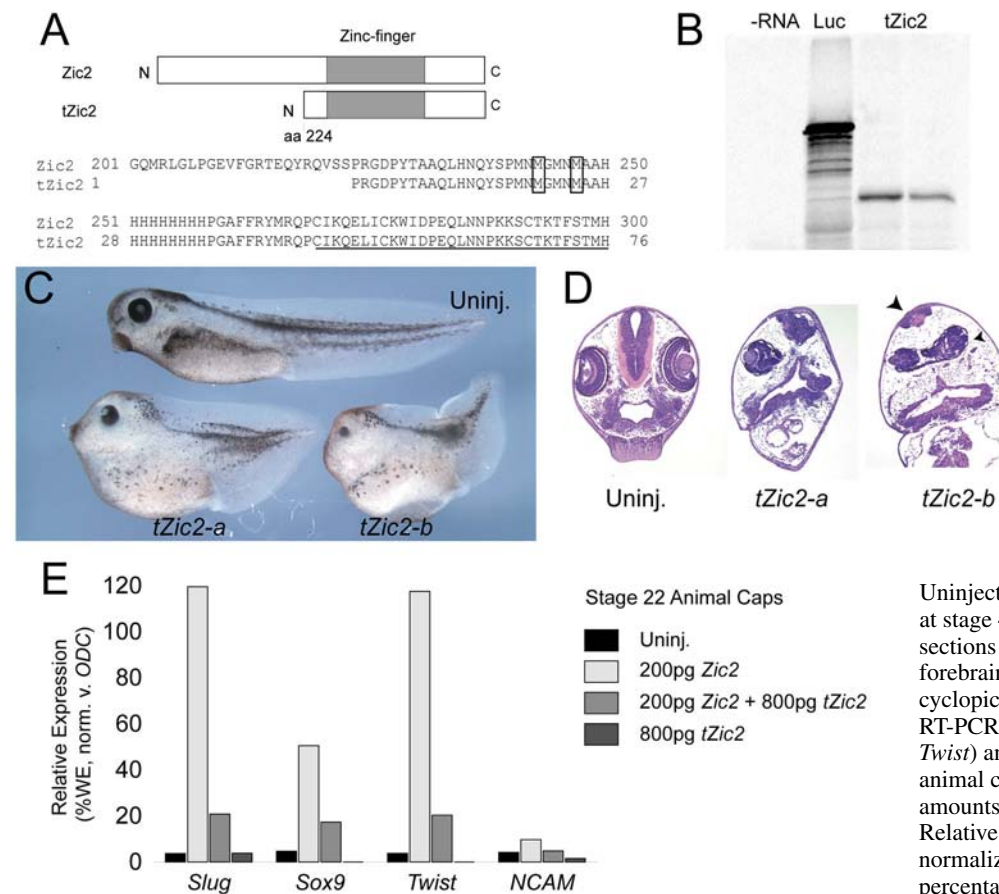 A
Zinc-finger
Zic2 N C
tZic2 N C
aa 224
Zic2 201 GQMRLGLPGEVFGRTEQYRQVSSPRGDPYTAAQLHNQYSPMNMGMNMAAH 250
tZic2 1 PRGDPYTAAQLHNQYSPMNMGMNMAAH 27
Zic2 251 HHHHHHHHPGAFFRYMRQPCIKQELICKWIDPEQLNNPKKSCTKTFSTMH 300
tZic2 28 HHHHHHHHPGAFFRYMRQPCIKQELICKWIDPEQLNNPKKSCTKTFSTMH 76
B
-RNA Luc tZic2
C
Uninj.
tZic2-a tZic2-b
D
Uninj. tZic2-a tZic2-b
E
Relative Expression
(%WE, norm. v. ODC)
120
100
80
60
40
20
0
Slug Sox9 Twist NCAM
Stage 22 Animal Caps
Uninj.
200pg Zic2
200pg Zic2 + 800pg tZic2
800pg tZic2
Uninject
at stage
sections
forebrain
cyclopic
RT-PCR
Twist) an
animal c
amounts
Relative
normaliz
percenta